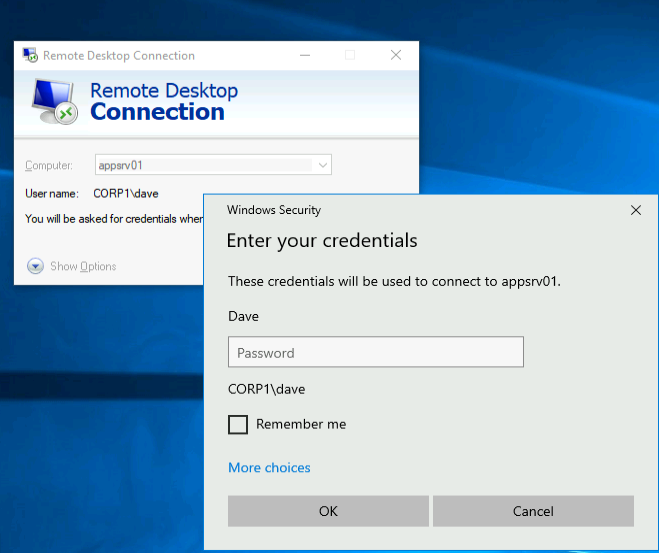 Remote Desktop Connection
Remote Desktop
Connection
Computer:
appsrv01
User name:
CORP1\dave
You will be asked for credentials when
Show Options
Windows Security
Enter your credentials
These credentials will be used to connect to appsrv01.
Dave
Password
CORP1\dave
Remember me
More choices
OK
Cancel